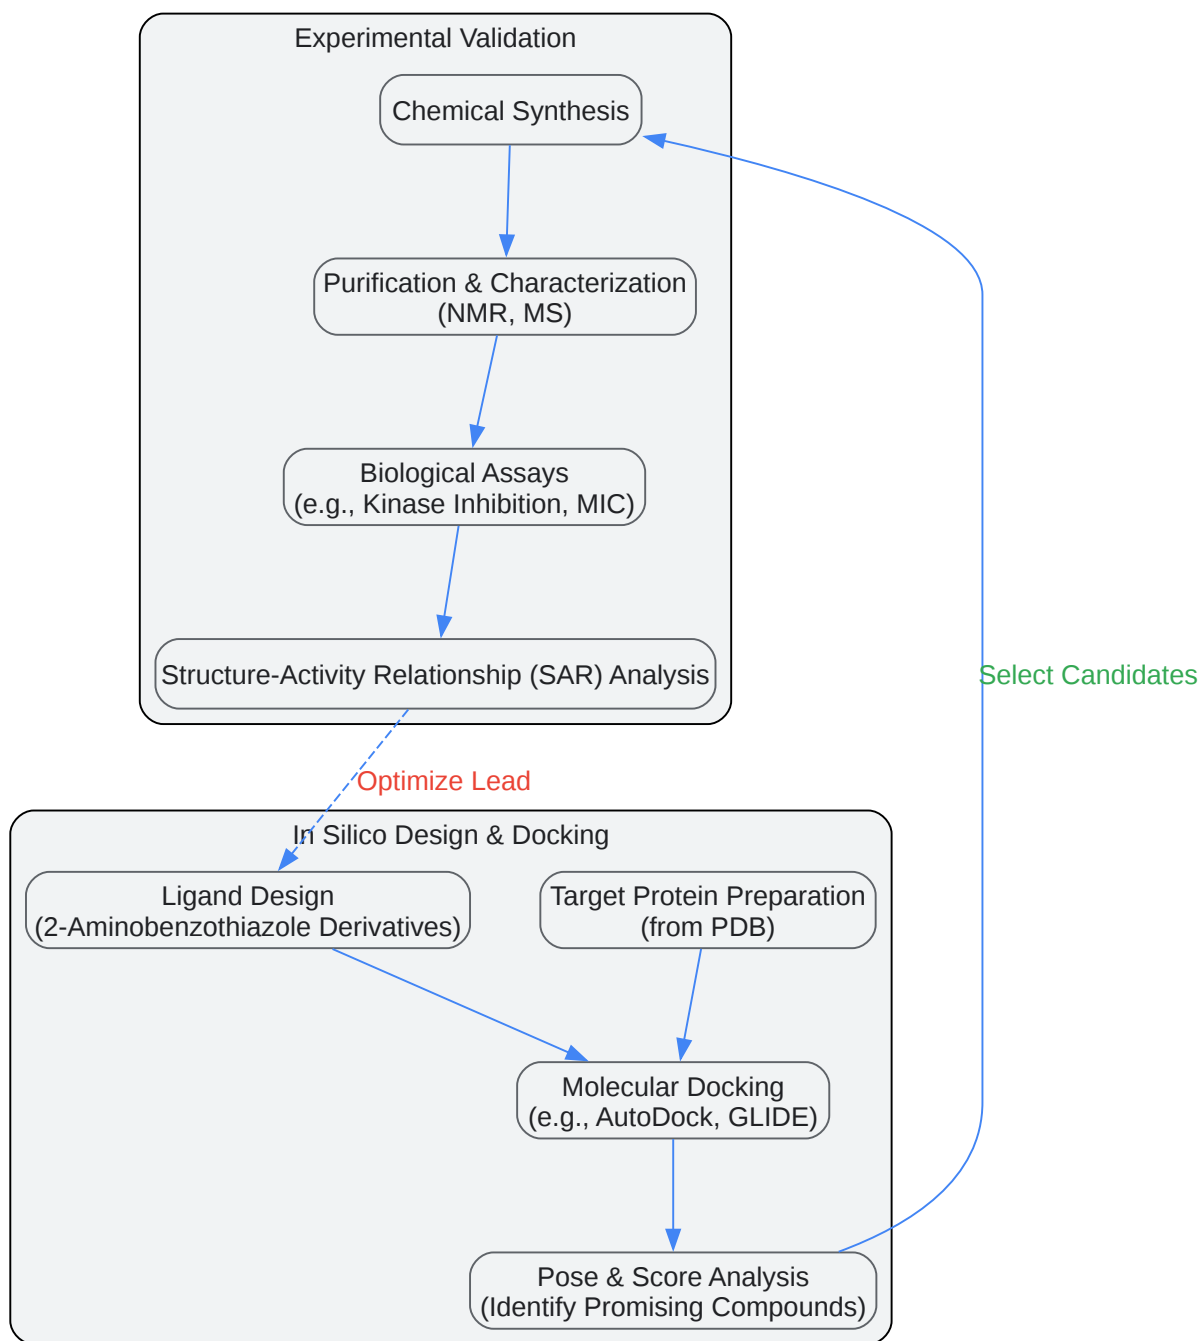 Experimental Validation
Chemical Synthesis
Purification & Characterization
(NMR, MS)
Biological Assays
(e.g., Kinase Inhibition, MIC)
Structure-Activity Relationship (SAR) Analysis
Select Candidates
Optimize Lead
In Silico Design & Docking
Ligand Design
(2-Aminobenzothiazole Derivatives)
Target Protein Preparation
(from PDB)
Molecular Docking
(e.g., AutoDock, GLIDE)
Pose & Score Analysis
(Identify Promising Compounds)